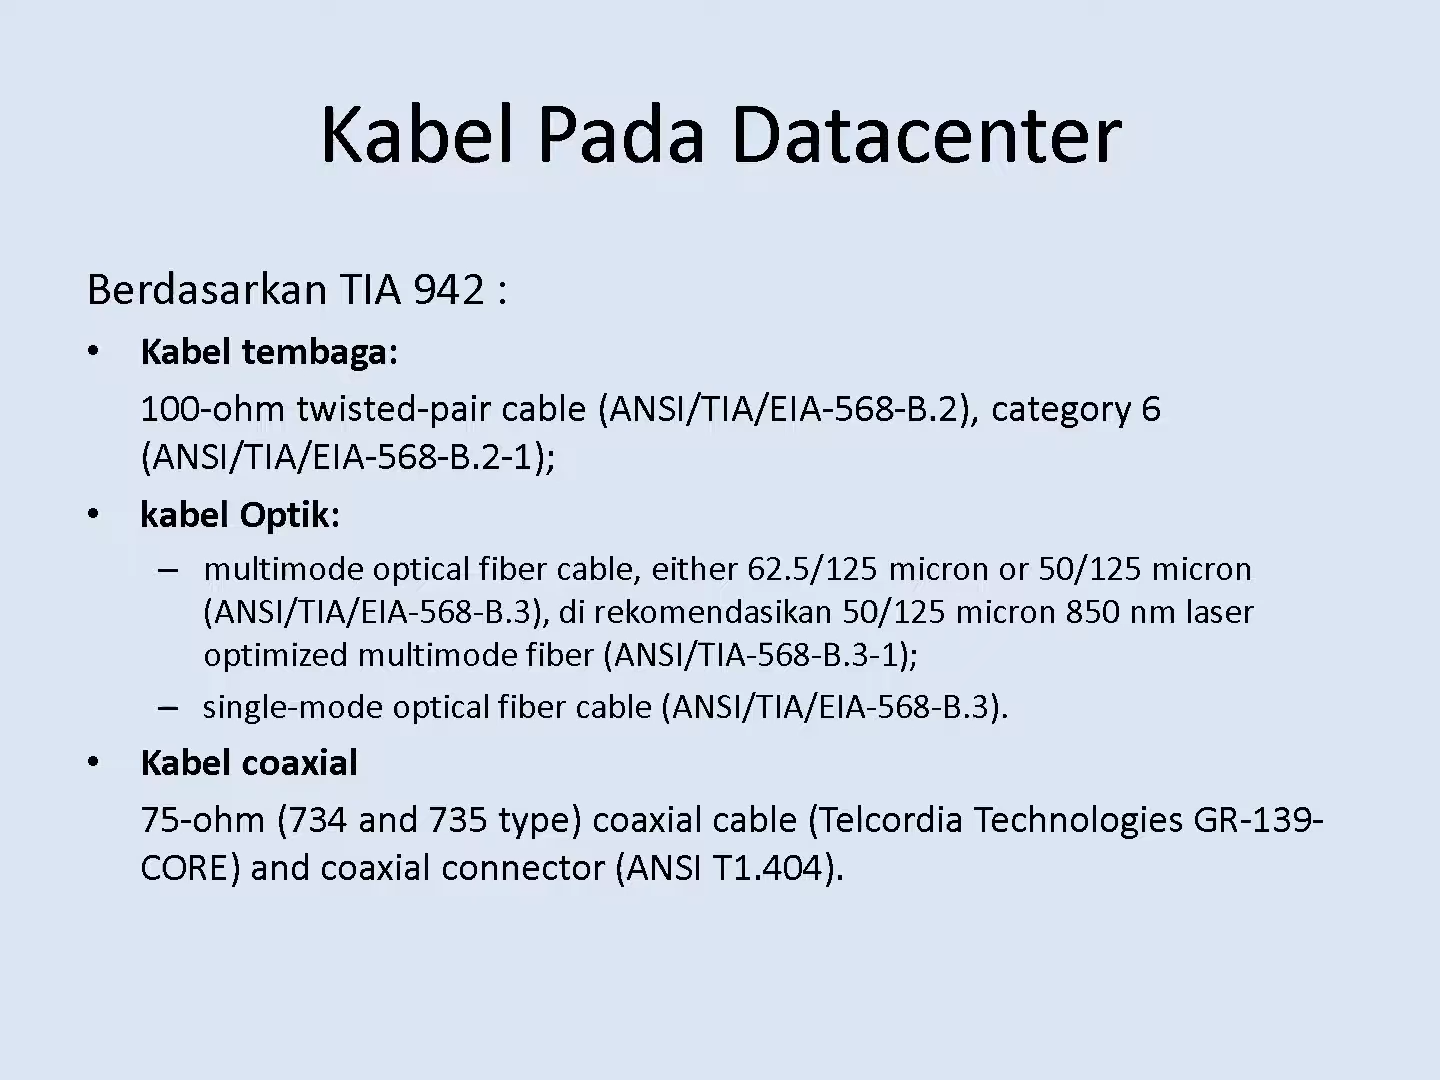 Kabel Pada Datacenter
Berdasarkan TIA 942 :
• Kabel tembaga:
100-ohm twisted-pair cable (ANSI/TIA/EIA-568-B.2), category 6
(ANSI/TIA/EIA-568-B.2-1);
• kabel Optik:
– multimode optical fiber cable, either 62.5/125 micron or 50/125 micron
(ANSI/TIA/EIA-568-B.3), di rekomendasikan 50/125 micron 850 nm laser
optimized multimode fiber (ANSI/TIA-568-B.3-1);
– single-mode optical fiber cable (ANSI/TIA/EIA-568-B.3).
• Kabel coaxial
75-ohm (734 and 735 type) coaxial cable (Telcordia Technologies GR-139-
CORE) and coaxial connector (ANSI T1.404).